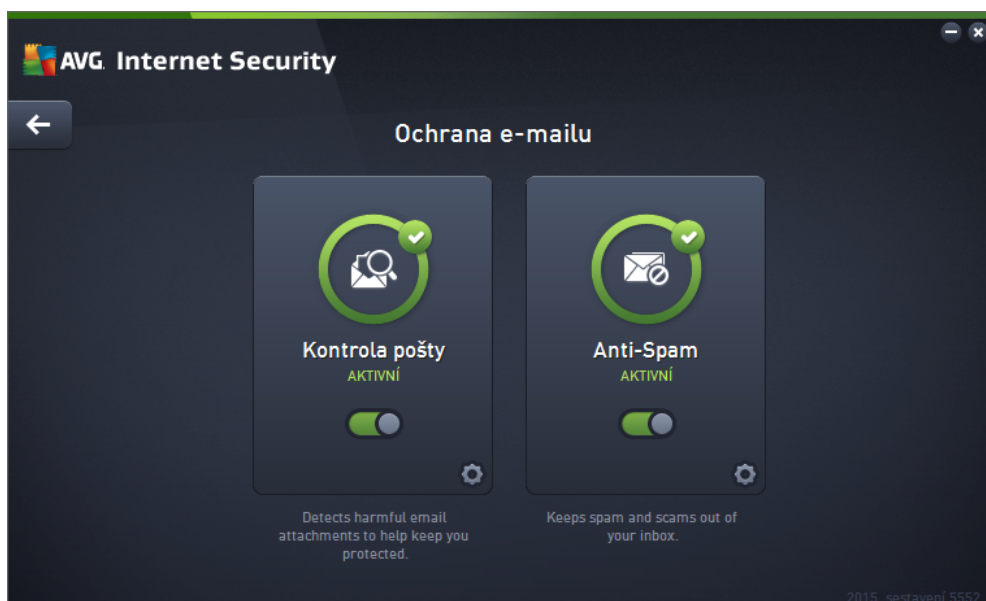 AVG. Internet Security
Ochrana e-mailu
Kontrola pošty
AKTIVNÍ
Detects harmful email
attachments to help keep you
protected.
Anti-Spam
AKTIVNÍ
Keeps spam and scams out of
your inbox.
2015, sestavení 5552